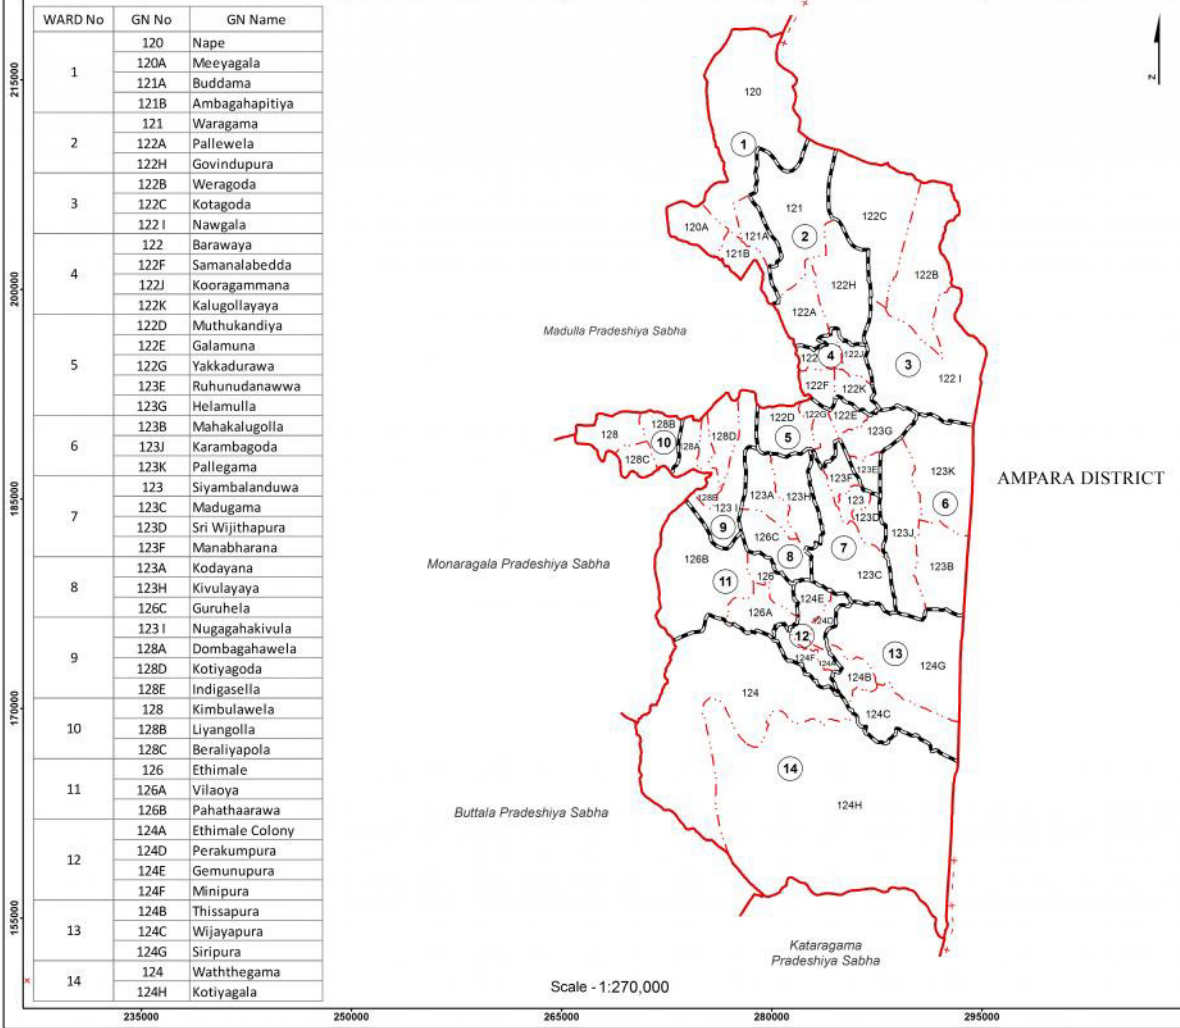 WARD No GN No GN Name
1 120 Nape
120A Meeyagala
121A Buddama
121B Ambagahapitiya
2 121 Waragama
122A Pallewela
122H Govindupura
3 122B Weragoda
122C Kotagoda
122 I Nawgala
4 122 Barawaya
122F Samanalabedda
122J Kooragammana
122K Kalugollayaya
5 122D Muthukandiya
122E Galamuna
122G Yakkadurawa
123E Ruhunudanawwa
123G Helamulla
6 123B Mahakalugolla
123J Karambagoda
123K Pallegama
7 123 Siyambalanduwa
123C Madugama
123D Sri Wijithapura
123F Manabharana
8 123A Kodayana
123H Kivulayaya
126C Guruhela
9 123 I Nugagahakivula
128A Dombagahawela
128D Kotiyagoda
128E Indigasella
10 128 Kimbulawela
128B Liyangolla
128C Beraliyapola
11 126 Ethimale
126A Vilaoya
126B Pahathaarawa
12 124A Ethimale Colony
124D Perakumpura
124E Gemunupura
124F Minipura
13 124B Thissapura
124C Wijayapura
124G Siripura
14 124 Waththegama
124H Kotiyagala
215000
200000
185000
170000
155000
235000 250000 265000 280000 295000
N
120
1
120A
121A
121B
121
2
122C
122B
122H
122A
Madulla Pradeshiya Sabha
122
4
122J
3
122 I
122F
122K
122D
122G
122E
5
123G
128
128B
10
128A
128D
128C
123E
123F
123K
AMPARA DISTRICT
123A
123H
123
123D
6
123 I
9
126C
123J
8
7
126B
Monaragala Pradeshiya Sabha
123C
123B
11
126
126A
124E
124D
12
13
124F
124G
124B
124
124C
14
124H
Buttala Pradeshiya Sabha
Kataragama
Pradeshiya Sabha
Scale - 1:270,000